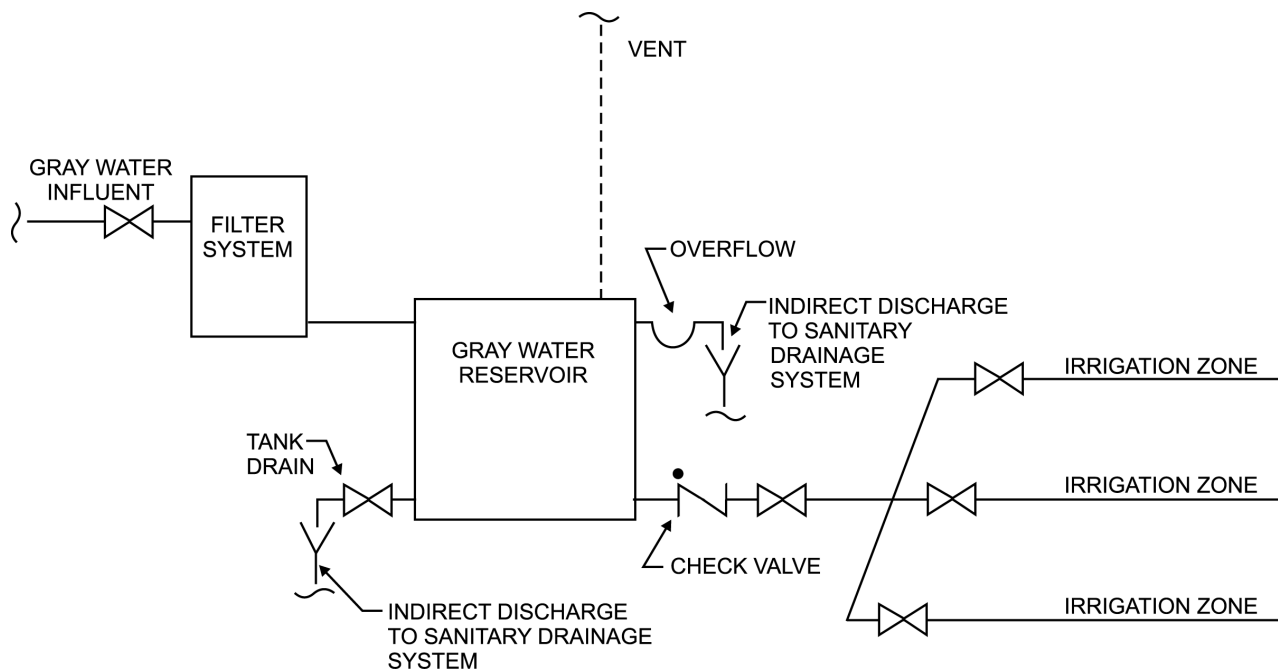 VENT
GRAY WATER
INFLUENT
FILTER
SYSTEM
OVERFLOW
INDIRECT DISCHARGE
TO SANITARY
DRAINAGE
SYSTEM
GRAY WATER
RESERVOIR
IRRIGATION ZONE
TANK
DRAIN
IRRIGATION ZONE
CHECK VALVE
IRRIGATION ZONE
INDIRECT DISCHARGE
TO SANITARY DRAINAGE
SYSTEM